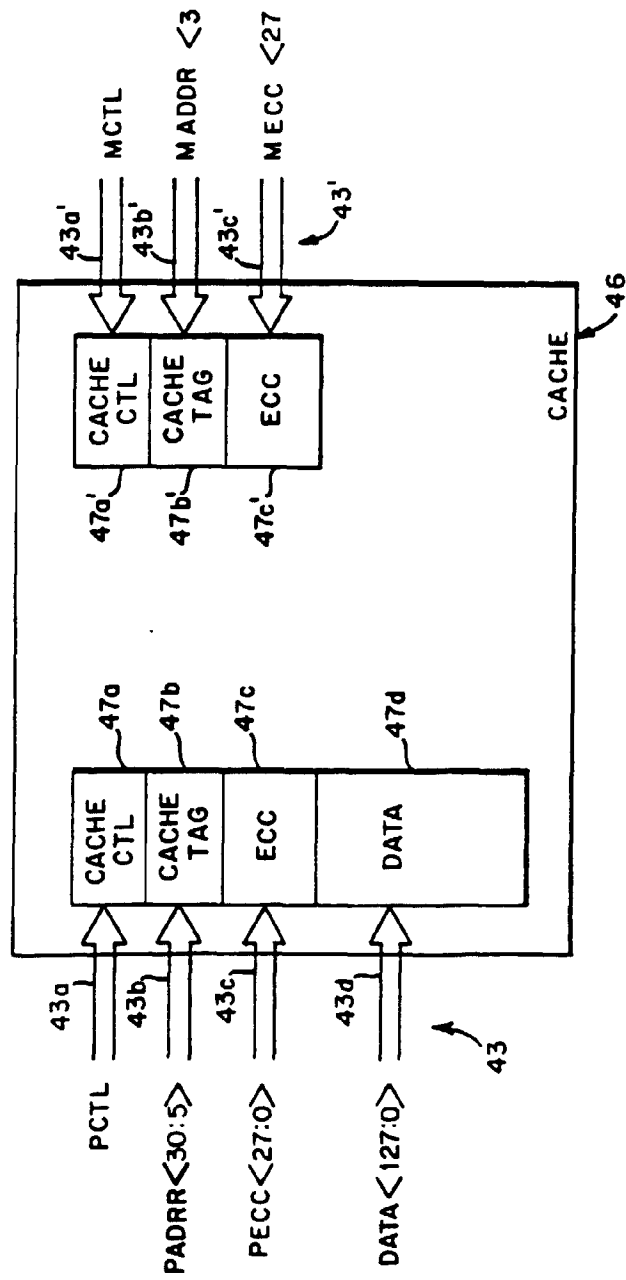 PCTL
43a
PADRR<30:5>
43b
PECC<27:0>
43c
DATA<127:0>
43d
43
CACHE
CTL
47a
CACHE
TAG
47b
ECC
47c
DATA
47d
CACHE
CTL
47a'
CACHE
TAG
47b'
ECC
47c'
43a'
MCTL
43b'
MADDR <3
43c'
MECC <27
43'
CACHE
46